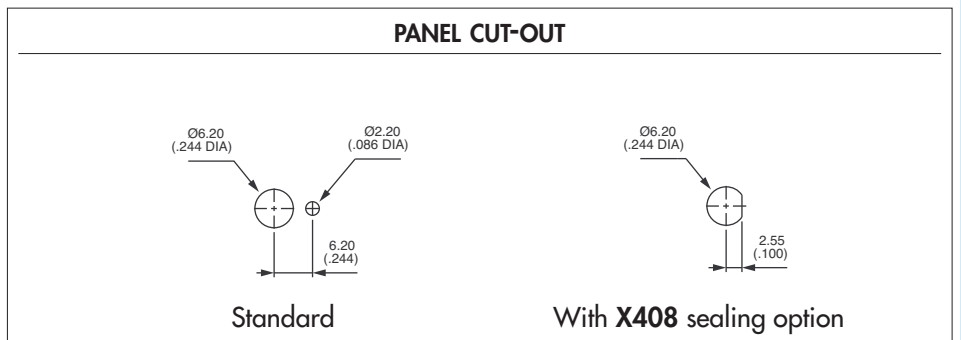 PANEL CUT-OUT
Ø6.20
(.244 DIA)
Ø2.20
(.086 DIA)
6.20
(.244)
Standard
Ø6.20
(.244 DIA)
2.55
(.100)
With X408 sealing option